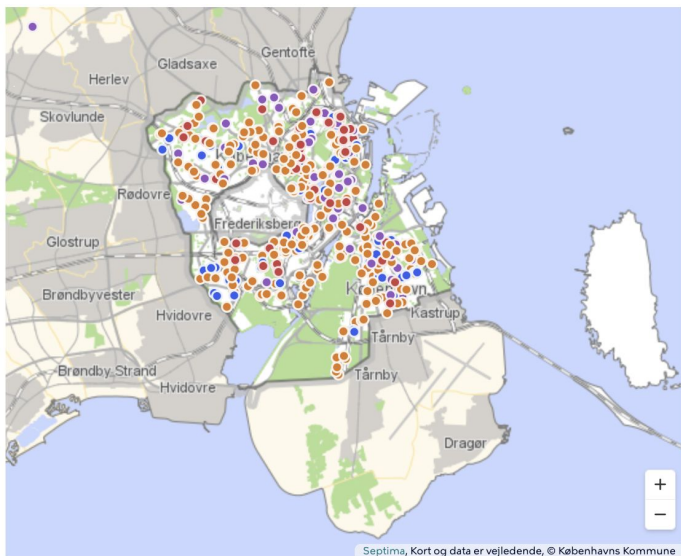 Gentofte
Gladsaxe
Herlev
Skovlunde
Rødovre
Frederiksberg
Glostrup
København
Brøndbyvester
Hvidovre
Kastrup
Tårnby
Brøndby Strand
Hvidovre
Tårnby
Dragør
+
−
Septima, Kort og data er vejledende, © Københavns Kommune